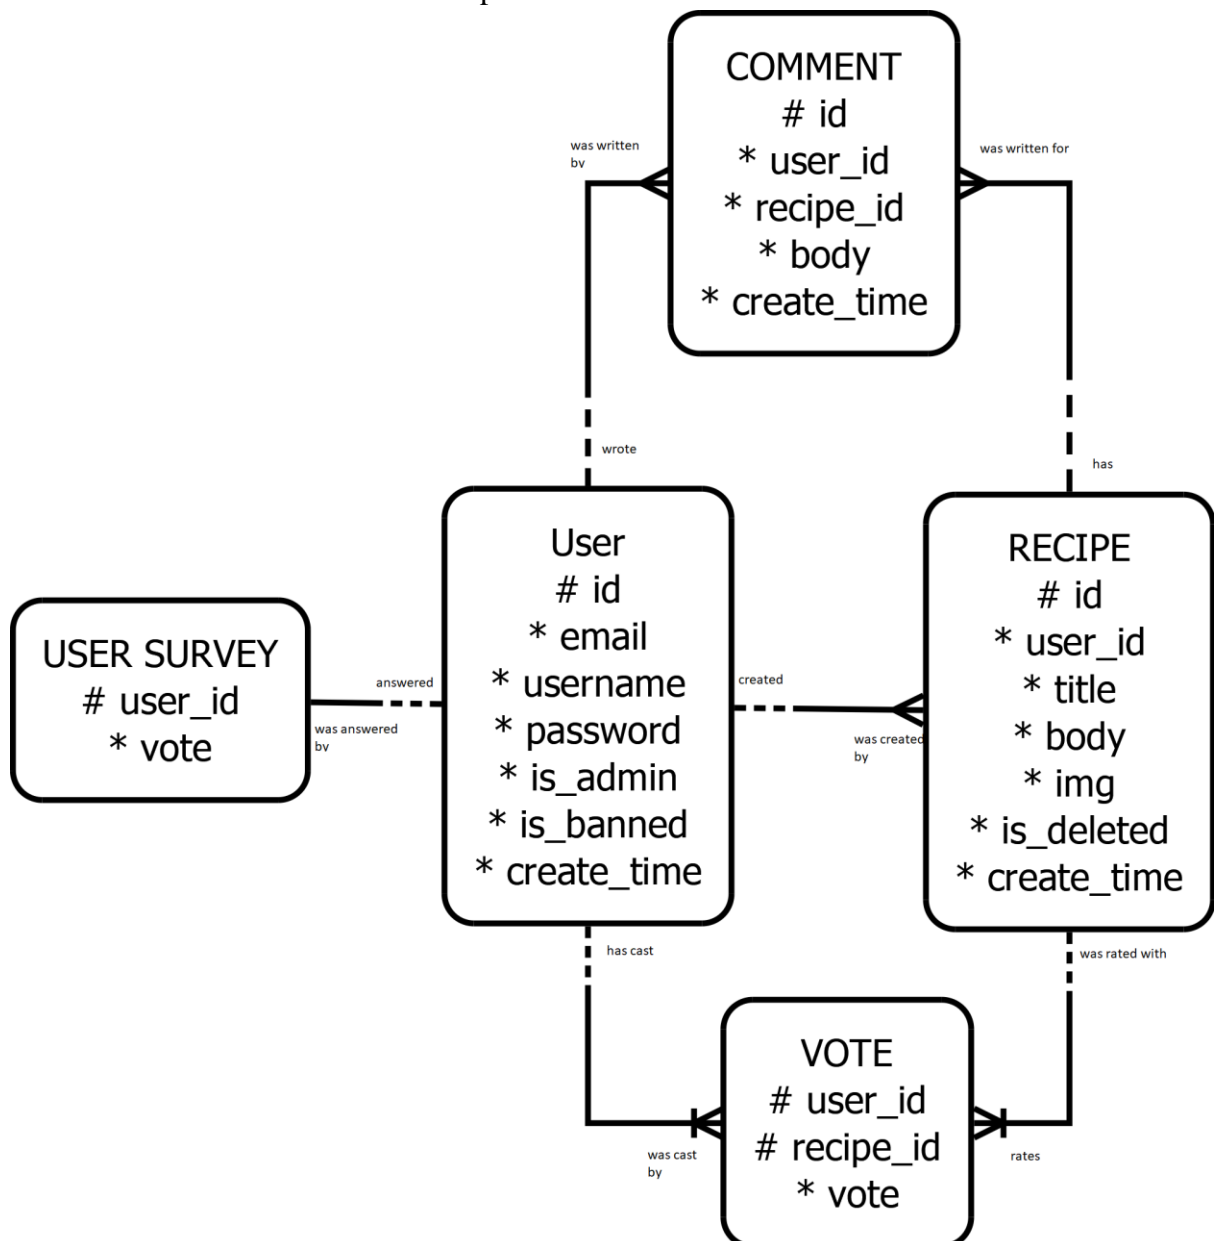 COMMENT
# id
* user_id
* recipe_id
* body
* create_time
was written
by
was written for
wrote
has
User
# id
* email
* username
* password
* is_admin
* is_banned
* create_time
RECIPE
# id
* user_id
* title
* body
* img
* is_deleted
* create_time
USER SURVEY
# user_id
* vote
answered
was answered
by
created
was created
by
has cast
was rated with
VOTE
# user_id
# recipe_id
* vote
was cast
by
rates